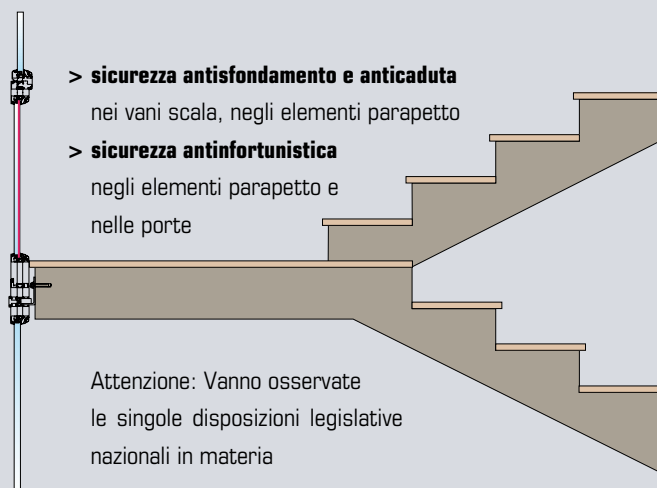 > sicurezza antisfondamento e anticaduta
nei vani scala, negli elementi parapetto
> sicurezza antinfortunistica
negli elementi parapetto e
nelle porte
Attenzione: Vanno osservate
le singole disposizioni legislative
nazionali in materia